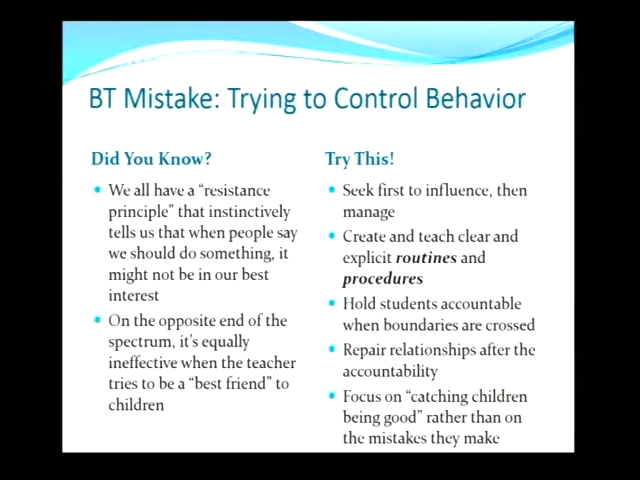 BT Mistake: Trying to Control Behavior
Did You Know?
• We all have a “resistance
principle” that instinctively
tells us that when people say
we should do something, it
might not be in our best
interest
• On the opposite end of the
spectrum, it’s equally
ineffective when the teacher
tries to be a “best friend” to
children
Try This!
• Seek first to influence, then
manage
• Create and teach clear and
explicit routines and
procedures
• Hold students accountable
when boundaries are crossed
• Repair relationships after the
accountability
• Focus on “catching children
being good” rather than on
the mistakes they make